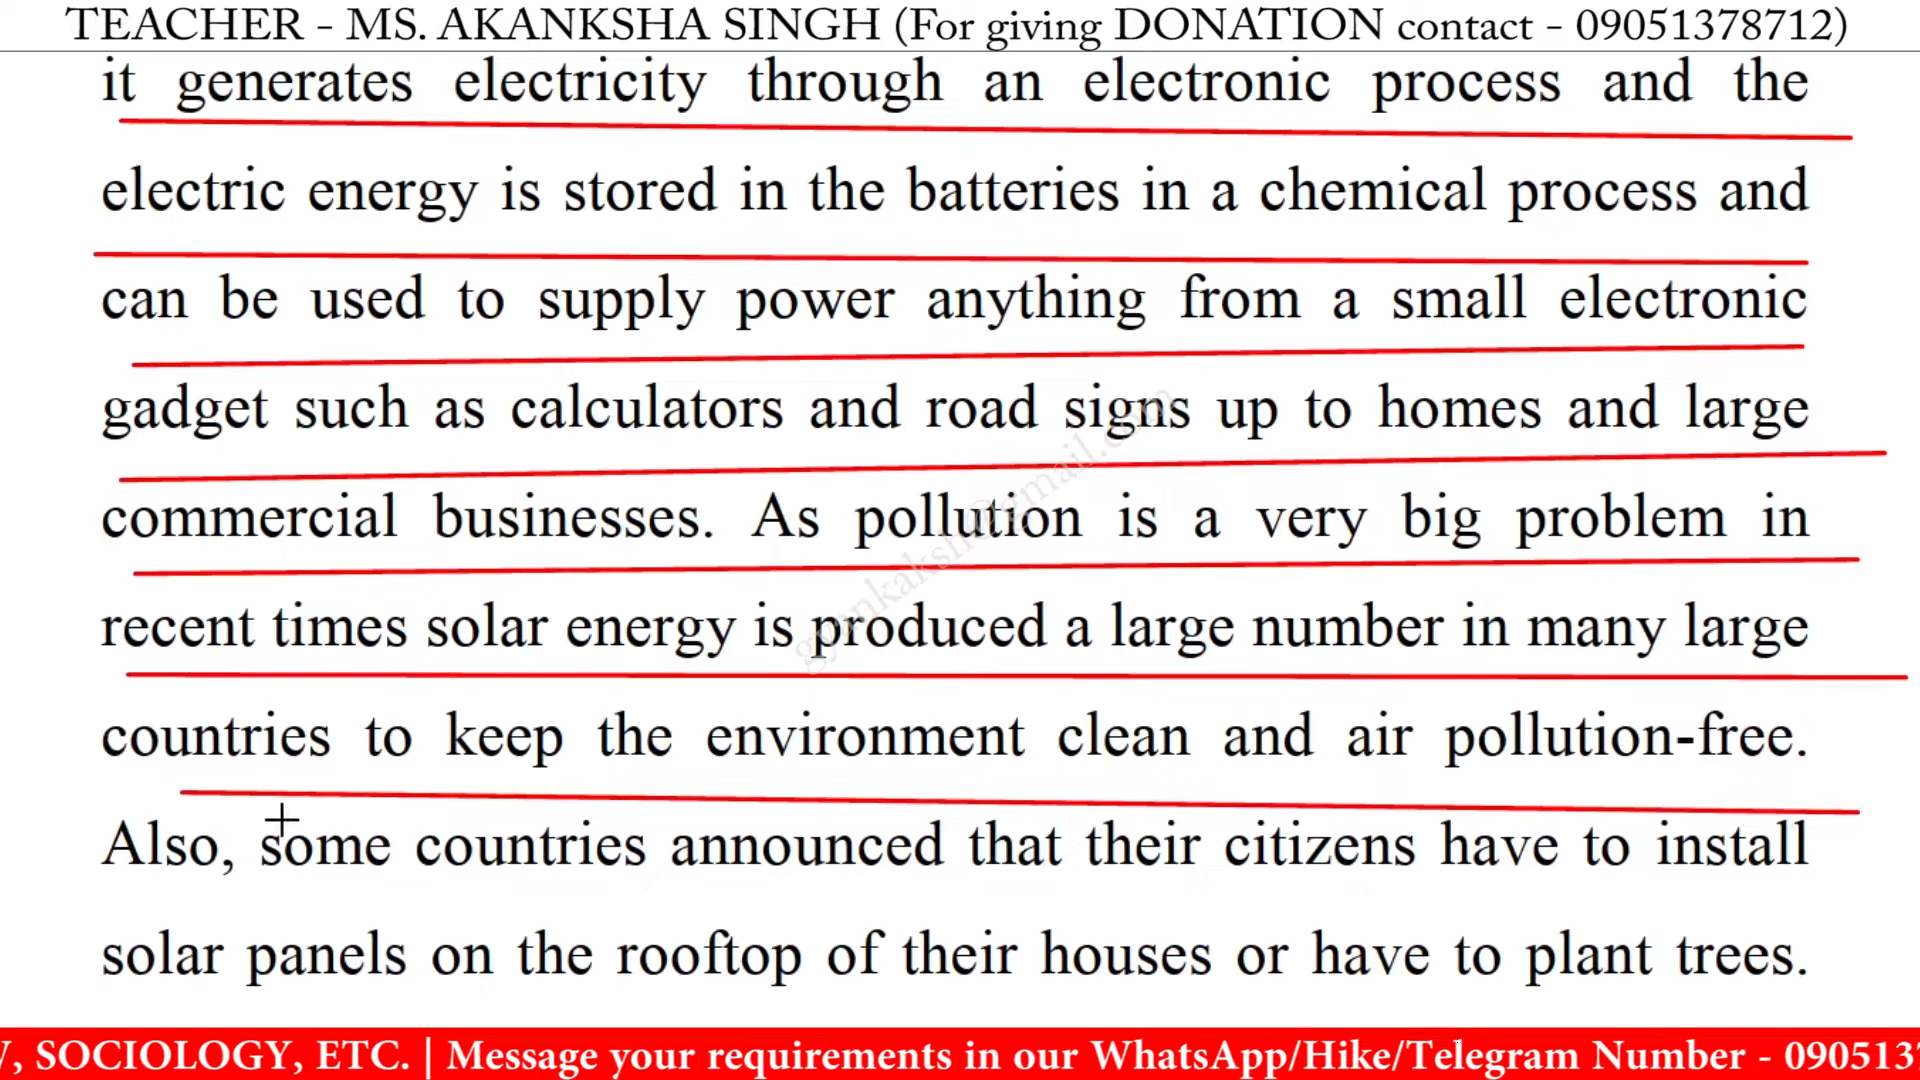 TEACHER - MS. AKANKSHA SINGH (For giving DONATION contact - 09051378712)
it generates electricity through an electronic process and the
electric energy is stored in the batteries in a chemical process and
can be used to supply power anything from a small electronic
gadget such as calculators and road signs up to homes and large
commercial businesses. As pollution is a very big problem in
recent times solar energy is produced a large number in many large
countries to keep the environment clean and air pollution-free.
Also, some countries announced that their citizens have to install
solar panels on the rooftop of their houses or have to plant trees.
, SOCIOLOGY, ETC. | Message your requirements in our WhatsApp/Hike/Telegram Number - 090513